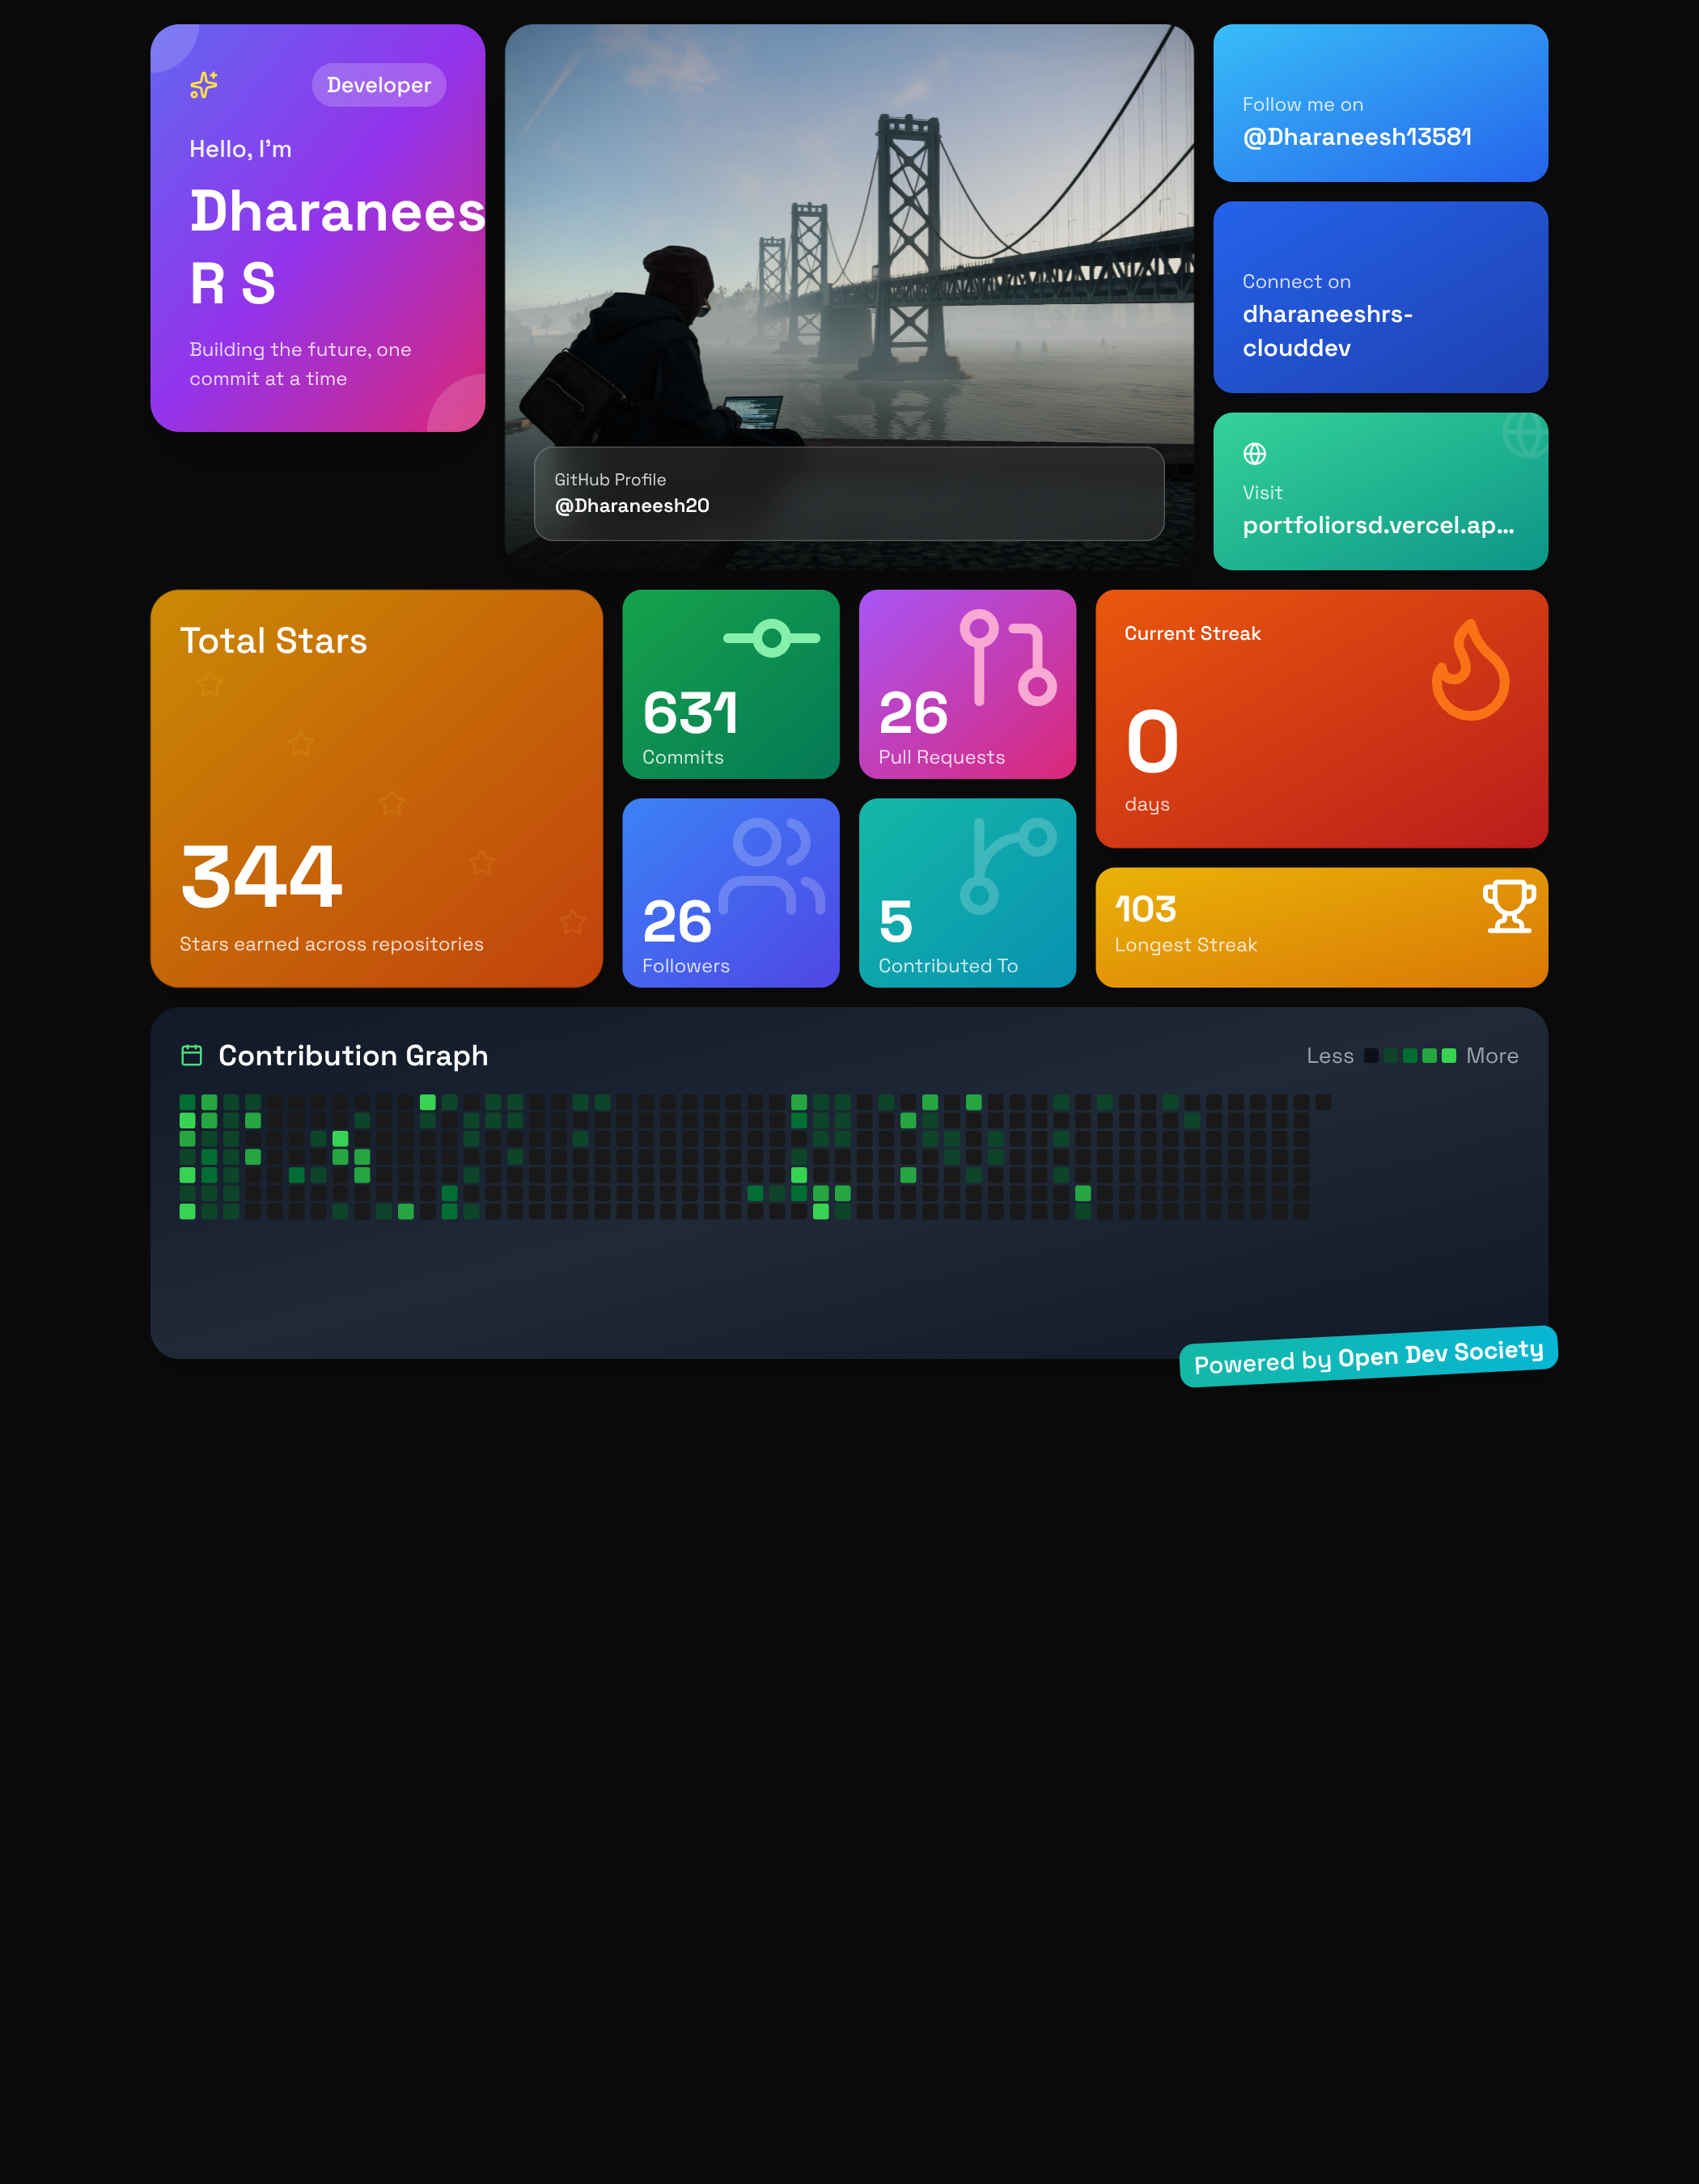 Developer
Hello, I'm
Dharanees
R S
Building the future, one
commit at a time
GitHub Profile
@Dharaneesh20
Follow me on
@Dharaneesh13581
Connect on
dharaneeshrs-
clouddev
Visit
portfoliorsd.vercel.ap...
Total Stars
344
Stars earned across repositories
631
Commits
26
Pull Requests
26
Followers
5
Contributed To
Current Streak
0
days
103
Longest Streak
Contribution Graph
Less More
Powered by Open Dev Society